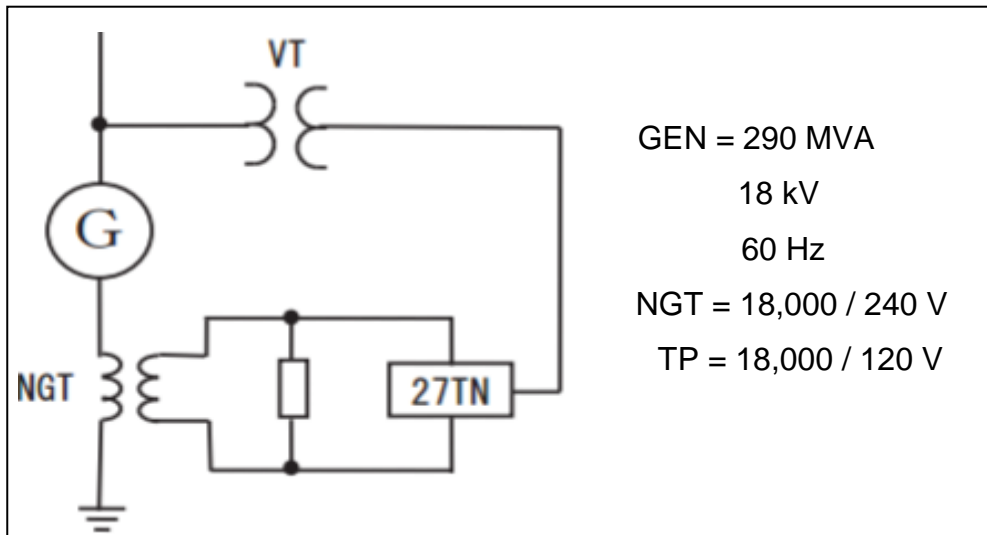 VT
GEN = 290 MVA
18 kV
G
60 Hz
NGT = 18,000 / 240 V
TP = 18,000 / 120 V
NGT
27TN